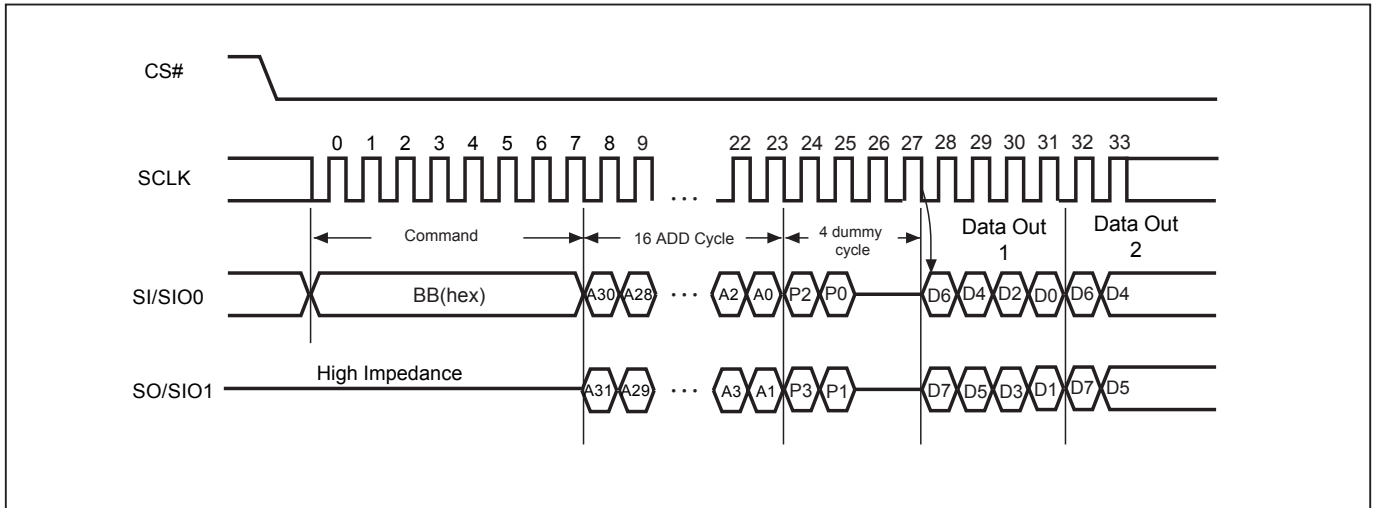 CS#
0 1 2 3 4 5 6 7 8 9 22 23 24 25 26 27 28 29 30 31 32 33
SCLK
...
Command
16 ADD Cycle
4 dummy
cycle
Data Out
1
Data Out
2
SI/SIO0
BB(hex)
A30 A28 ... A2 A0 P2 P0 D6 D4 D2 D0 D6 D4
High Impedance
SO/SIO1
A31 A29 ... A3 A1 P3 P1 D7 D5 D3 D1 D7 D5